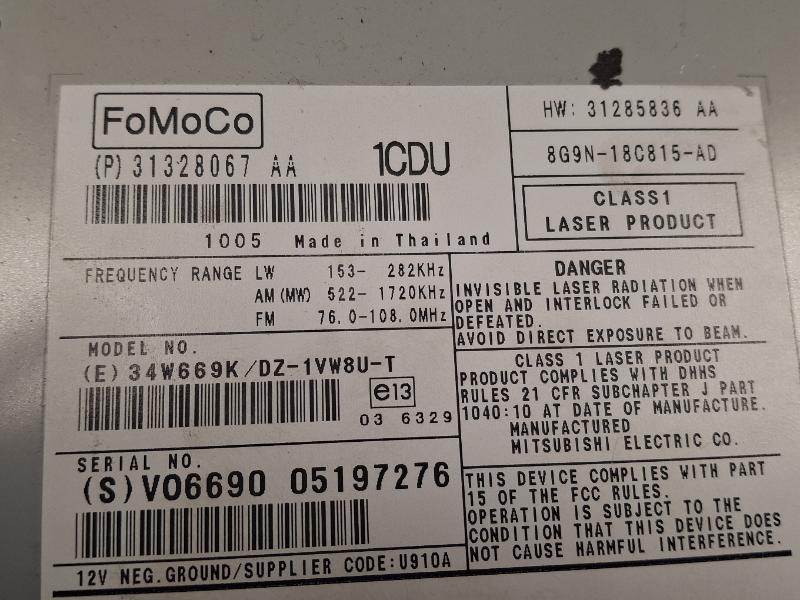 FoMoCo
(P) 31328067 AA 1CDU
1005 Made in Thailand
HW: 31285836 AA
8G9N-18C815-AD
CLASS1
LASER PRODUCT
FREQUENCY RANGE LW 153- 282KHz
AM (MW) 522- 1720KHz
FM 76.0-108.0MHz
MODEL NO.
(E) 34W669K/DZ-1VW8U-T
e13
03 6329
SERIAL NO.
(S) VO6690 05197276
12V NEG.GROUND/SUPPLIER CODE:U910A
DANGER
INVISIBLE LASER RADIATION WHEN
OPEN AND INTERLOCK FAILED OR
DEFEATED.
AVOID DIRECT EXPOSURE TO BEAM.
CLASS 1 LASER PRODUCT
PRODUCT COMPLIES WITH DHHS
RULES 21 CFR SUBCHAPTER J PART
1040:10 AT DATE OF MANUFACTURE.
MANUFACTURED
MITSUBISHI ELECTRIC CO.
THIS DEVICE COMPLIES WITH PART
15 OF THE FCC RULES.
OPERATION IS SUBJECT TO THE
CONDITION THAT THIS DEVICE DOES
NOT CAUSE HARMFUL INTERFERENCE.